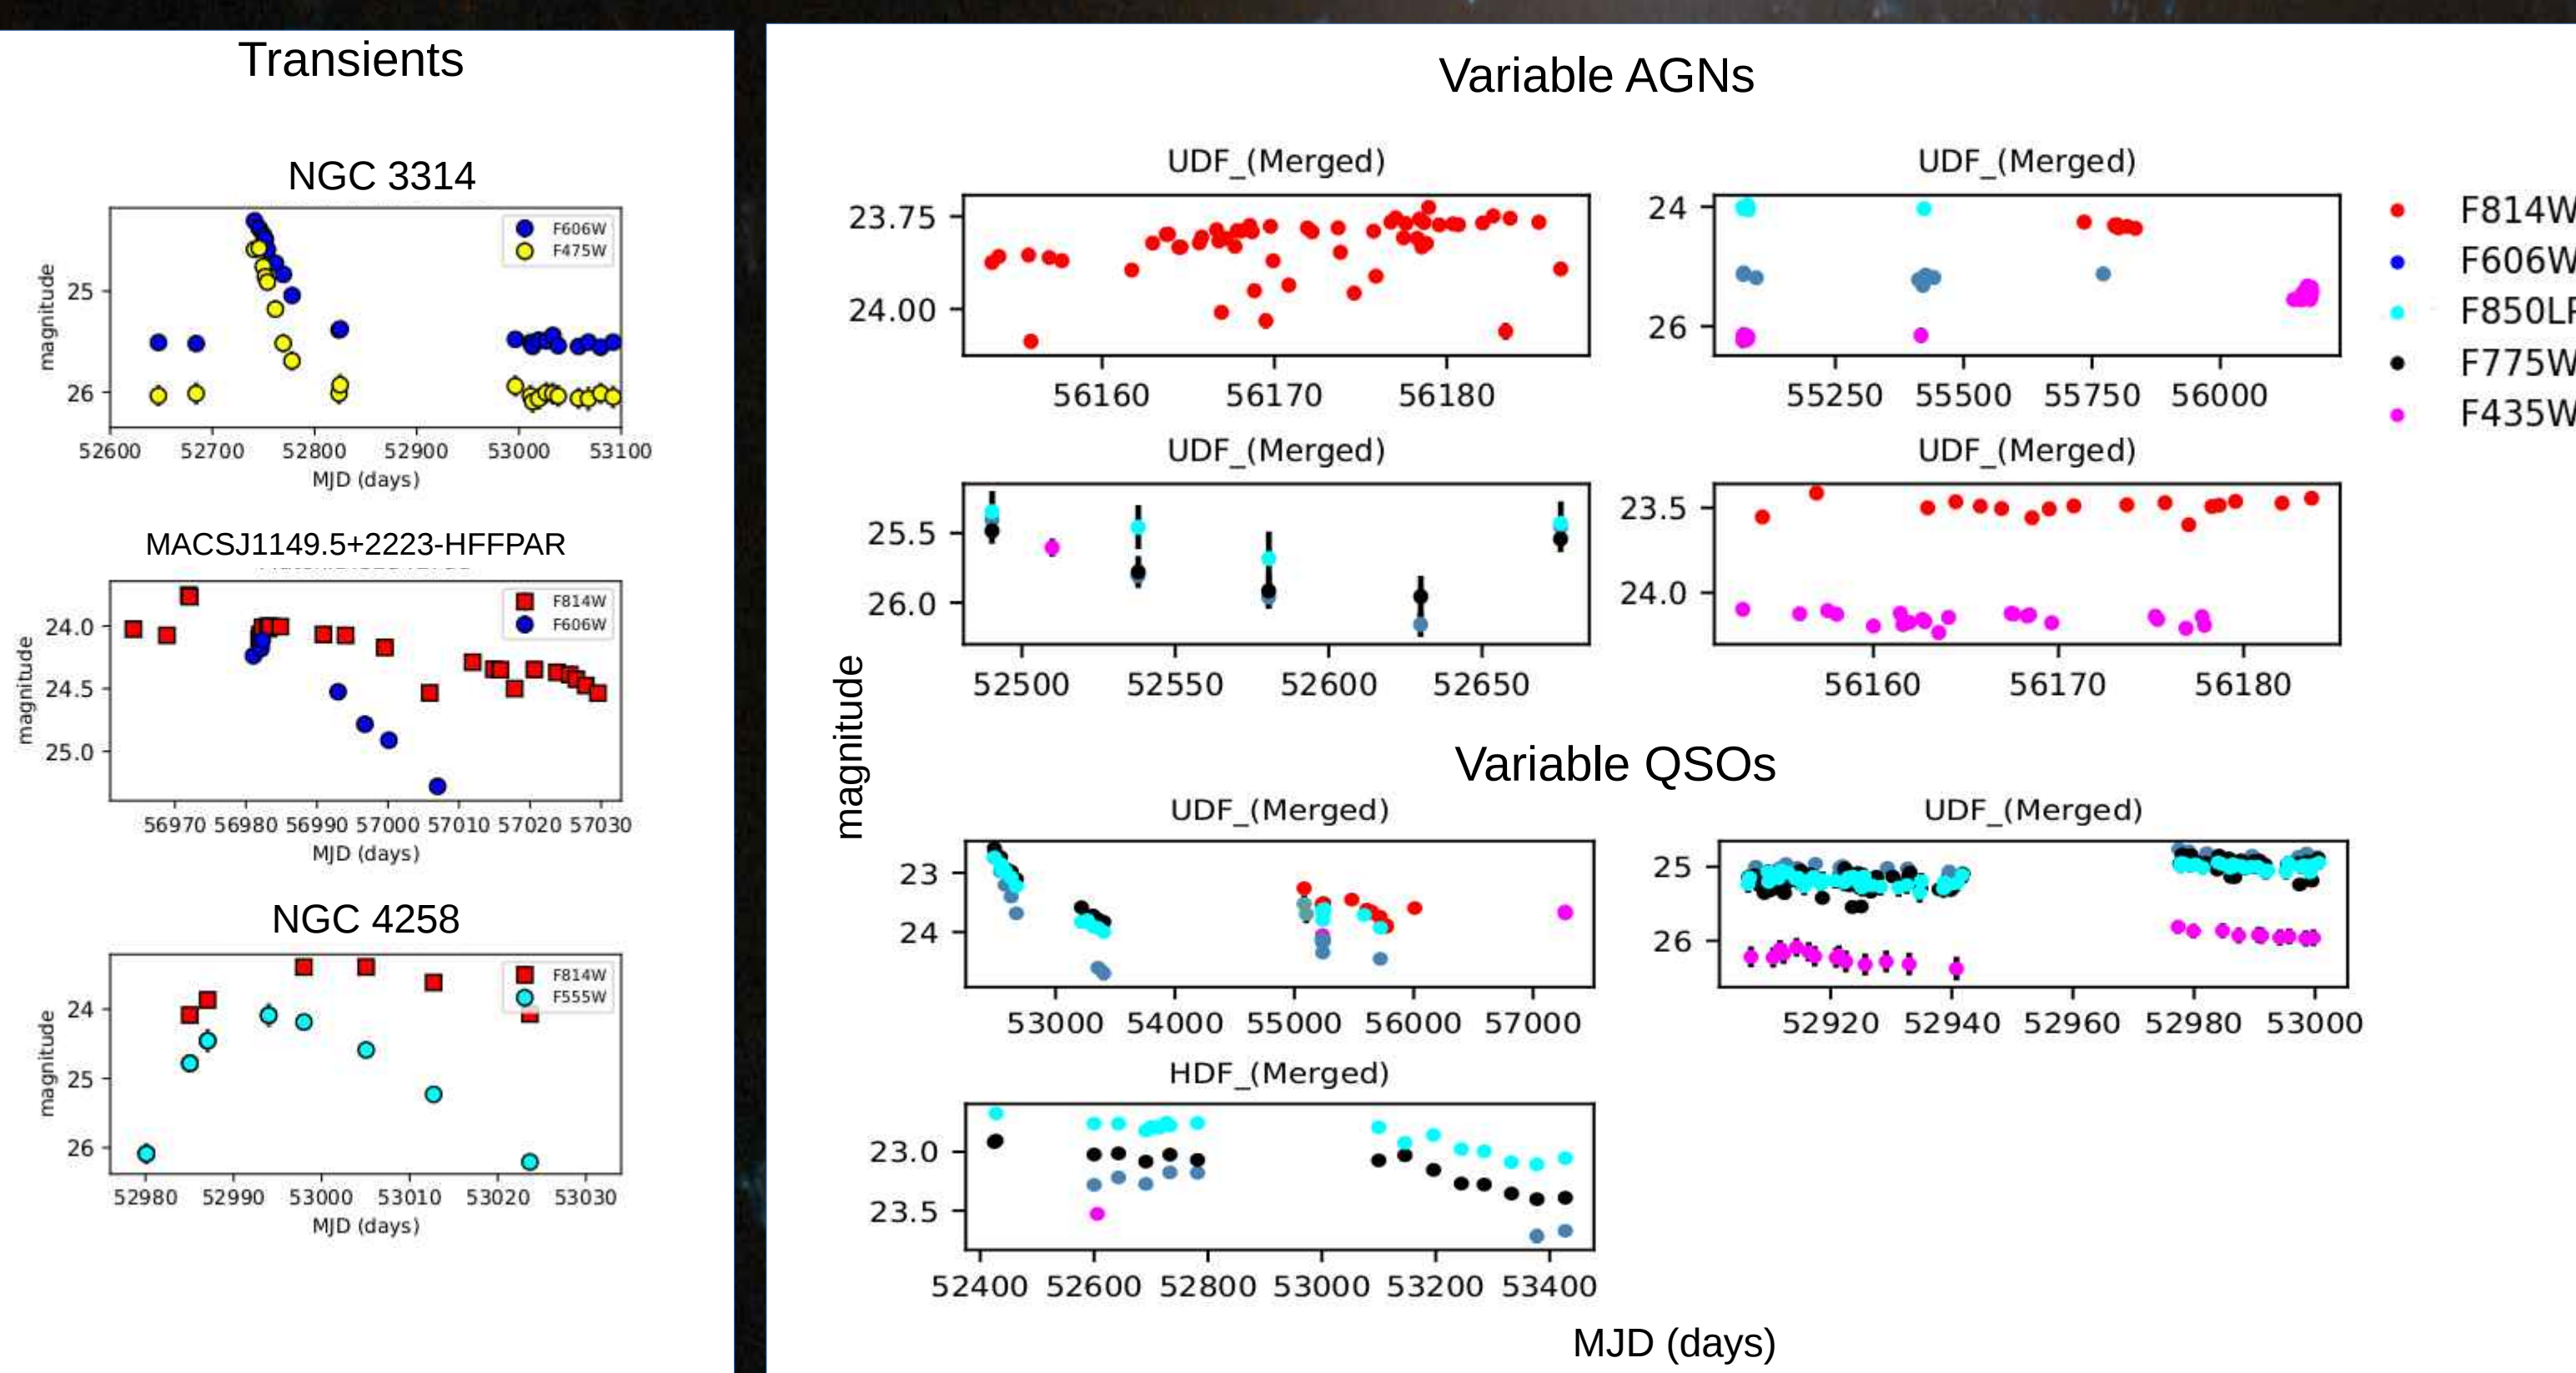 Transients
NGC 3314
F606W
F475W
magnitude
25
26
52600 52700 52800 52900 53000 53100
MJD (days)
MACSJ1149.5+2223-HFFPAR
F814W
F606W
magnitude
24.0
24.5
25.0
56970 56980 56990 57000 57010 57020 57030
MJD (days)
NGC 4258
F814W
F555W
magnitude
24
25
26
52980 52990 53000 53010 53020 53030
MJD (days)
Variable AGNs
UDF_(Merged)
23.75
24.00
56160 56170 56180
UDF_(Merged)
24
26
55250 55500 55750 56000
F814W
F606W
F850LP
F775W
F435W
UDF_(Merged)
25.5
26.0
52500 52550 52600 52650
UDF_(Merged)
23.5
24.0
56160 56170 56180
magnitude
Variable QSOs
UDF_(Merged)
23
24
53000 54000 55000 56000 57000
UDF_(Merged)
25
26
52920 52940 52960 52980 53000
HDF_(Merged)
23.0
23.5
52400 52600 52800 53000 53200 53400
MJD (days)